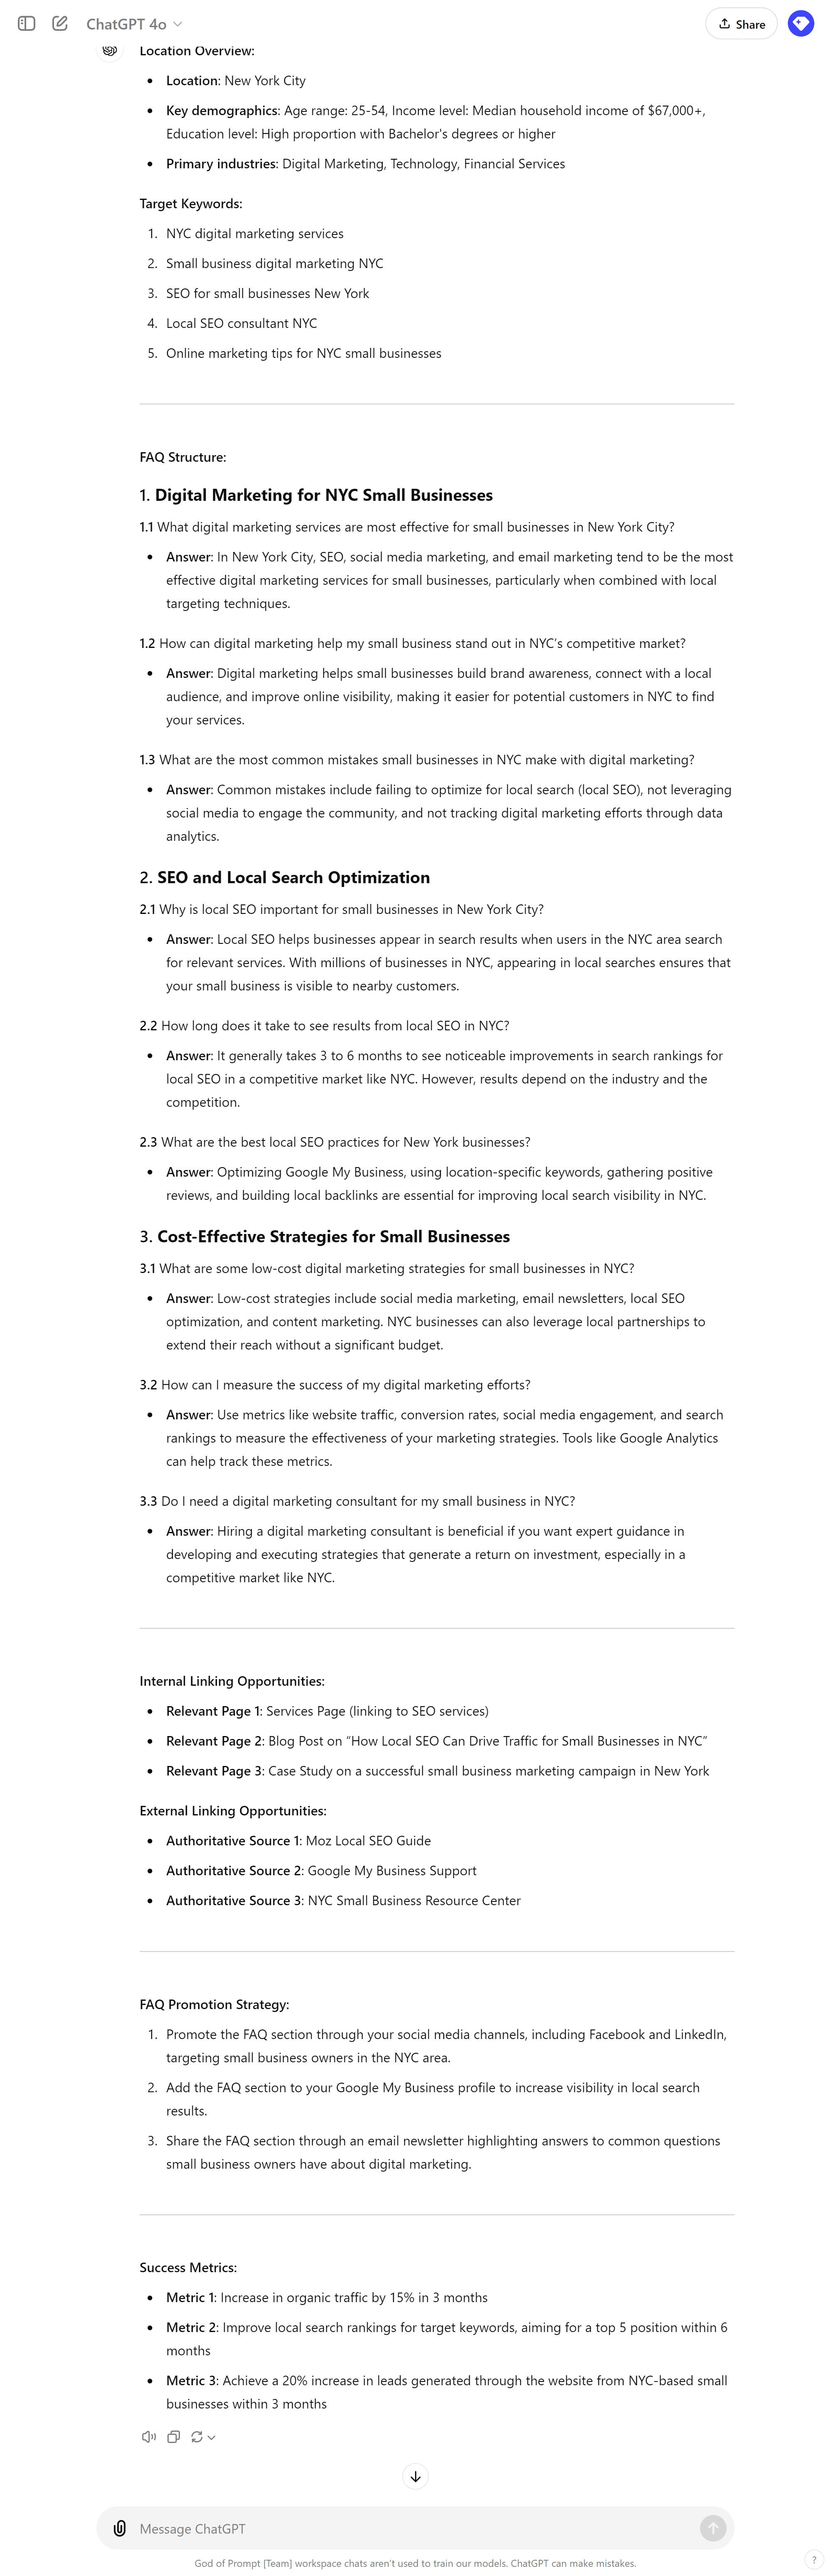 ChatGPT 4o
Share
Location Overview:
• Location: New York City
• Key demographics: Age range: 25-54, Income level: Median household income of $67,000+,
Education level: High proportion with Bachelor's degrees or higher
• Primary industries: Digital Marketing, Technology, Financial Services
Target Keywords:
1. NYC digital marketing services
2. Small business digital marketing NYC
3. SEO for small businesses New York
4. Local SEO consultant NYC
5. Online marketing tips for NYC small businesses
FAQ Structure:
1. Digital Marketing for NYC Small Businesses
1.1 What digital marketing services are most effective for small businesses in New York City?
• Answer: In New York City, SEO, social media marketing, and email marketing tend to be the most
effective digital marketing services for small businesses, particularly when combined with local
targeting techniques.
1.2 How can digital marketing help my small business stand out in NYC’s competitive market?
• Answer: Digital marketing helps small businesses build brand awareness, connect with a local
audience, and improve online visibility, making it easier for potential customers in NYC to find
your services.
1.3 What are the most common mistakes small businesses in NYC make with digital marketing?
• Answer: Common mistakes include failing to optimize for local search (local SEO), not leveraging
social media to engage the community, and not tracking digital marketing efforts through data
analytics.
2. SEO and Local Search Optimization
2.1 Why is local SEO important for small businesses in New York City?
• Answer: Local SEO helps businesses appear in search results when users in the NYC area search
for relevant services. With millions of businesses in NYC, appearing in local searches ensures that
your small business is visible to nearby customers.
2.2 How long does it take to see results from local SEO in NYC?
• Answer: It generally takes 3 to 6 months to see noticeable improvements in search rankings for
local SEO in a competitive market like NYC. However, results depend on the industry and the
competition.
2.3 What are the best local SEO practices for New York businesses?
• Answer: Optimizing Google My Business, using location-specific keywords, gathering positive
reviews, and building local backlinks are essential for improving local search visibility in NYC.
3. Cost-Effective Strategies for Small Businesses
3.1 What are some low-cost digital marketing strategies for small businesses in NYC?
• Answer: Low-cost strategies include social media marketing, email newsletters, local SEO
optimization, and content marketing. NYC businesses can also leverage local partnerships to
extend their reach without a significant budget.
3.2 How can I measure the success of my digital marketing efforts?
• Answer: Use metrics like website traffic, conversion rates, social media engagement, and search
rankings to measure the effectiveness of your marketing strategies. Tools like Google Analytics
can help track these metrics.
3.3 Do I need a digital marketing consultant for my small business in NYC?
• Answer: Hiring a digital marketing consultant is beneficial if you want expert guidance in
developing and executing strategies that generate a return on investment, especially in a
competitive market like NYC.
Internal Linking Opportunities:
• Relevant Page 1: Services Page (linking to SEO services)
• Relevant Page 2: Blog Post on “How Local SEO Can Drive Traffic for Small Businesses in NYC”
• Relevant Page 3: Case Study on a successful small business marketing campaign in New York
External Linking Opportunities:
• Authoritative Source 1: Moz Local SEO Guide
• Authoritative Source 2: Google My Business Support
• Authoritative Source 3: NYC Small Business Resource Center
FAQ Promotion Strategy:
1. Promote the FAQ section through your social media channels, including Facebook and LinkedIn,
targeting small business owners in the NYC area.
2. Add the FAQ section to your Google My Business profile to increase visibility in local search
results.
3. Share the FAQ section through an email newsletter highlighting answers to common questions
small business owners have about digital marketing.
Success Metrics:
• Metric 1: Increase in organic traffic by 15% in 3 months
• Metric 2: Improve local search rankings for target keywords, aiming for a top 5 position within 6
months
• Metric 3: Achieve a 20% increase in leads generated through the website from NYC-based small
businesses within 3 months
Message ChatGPT
God of Prompt [Team] workspace chats aren't used to train our models. ChatGPT can make mistakes.
?